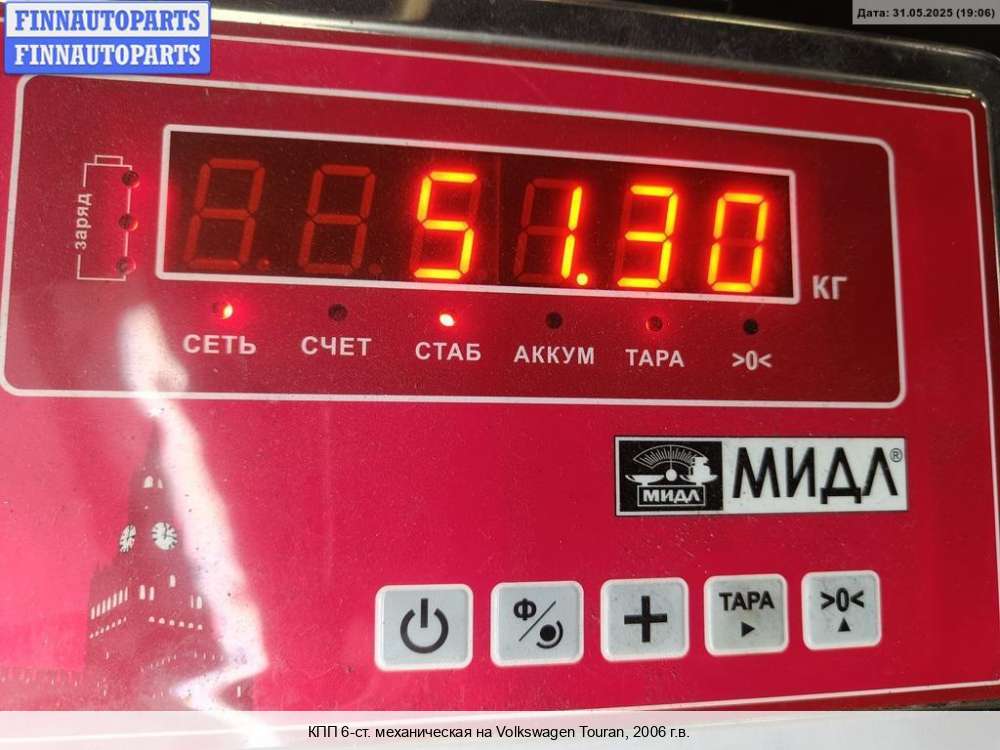 FINNAUTOPARTS
FINNAUTOPARTS
Дата: 31.05.2025 (19:06)
заряд
51.30
КГ
СЕТЬ СЧЕТ СТАБ АККУМ ТАРА >0<
МИДЛ МИДЛ®
Ф ТАРА >0<
КПП 6-ст. механическая на Volkswagen Touran, 2006 г.в.